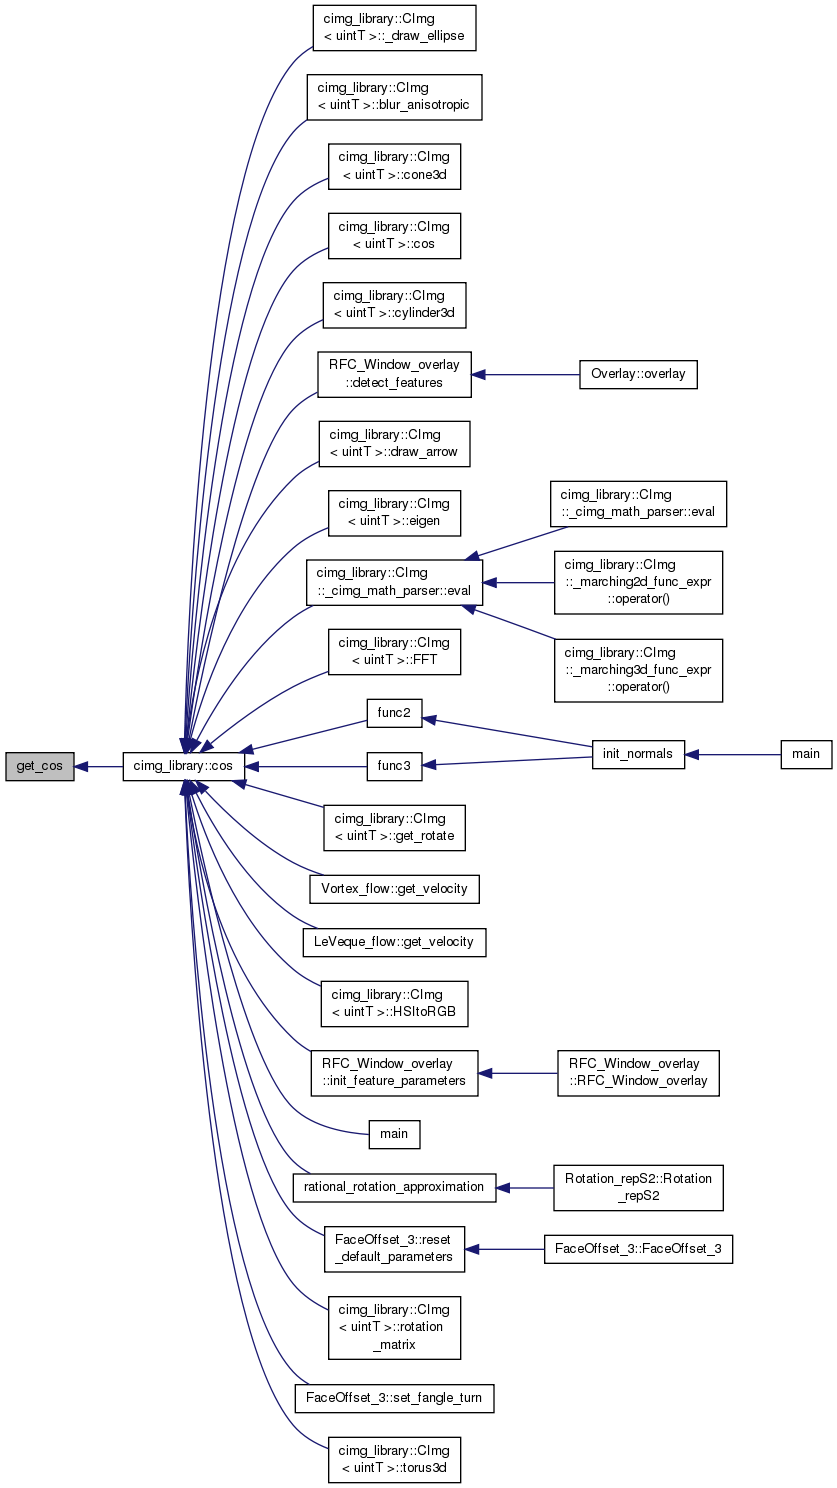 cimg_library::CImg
< uintT >::_draw_ellipse
cimg_library::CImg
< uintT >::blur_anisotropic
cimg_library::CImg
< uintT >::cone3d
cimg_library::CImg
< uintT >::cos
cimg_library::CImg
< uintT >::cylinder3d
RFC_Window_overlay
::detect_features
Overlay::overlay
cimg_library::CImg
< uintT >::draw_arrow
cimg_library::CImg
< uintT >::eigen
cimg_library::CImg
::_cimg_math_parser::eval
cimg_library::CImg
::_cimg_math_parser::eval
cimg_library::CImg
::_marching2d_func_expr
::operator()
cimg_library::CImg
::_marching3d_func_expr
::operator()
cimg_library::CImg
< uintT >::FFT
func2
get_cos
cimg_library::cos
func3
init_normals
main
cimg_library::CImg
< uintT >::get_rotate
Vortex_flow::get_velocity
LeVeque_flow::get_velocity
cimg_library::CImg
< uintT >::HSItoRGB
RFC_Window_overlay
::init_feature_parameters
RFC_Window_overlay
::RFC_Window_overlay
main
rational_rotation_approximation
Rotation_repS2::Rotation
_repS2
FaceOffset_3::reset
_default_parameters
FaceOffset_3::FaceOffset_3
cimg_library::CImg
< uintT >::rotation
_matrix
FaceOffset_3::set_fangle_turn
cimg_library::CImg
< uintT >::torus3d